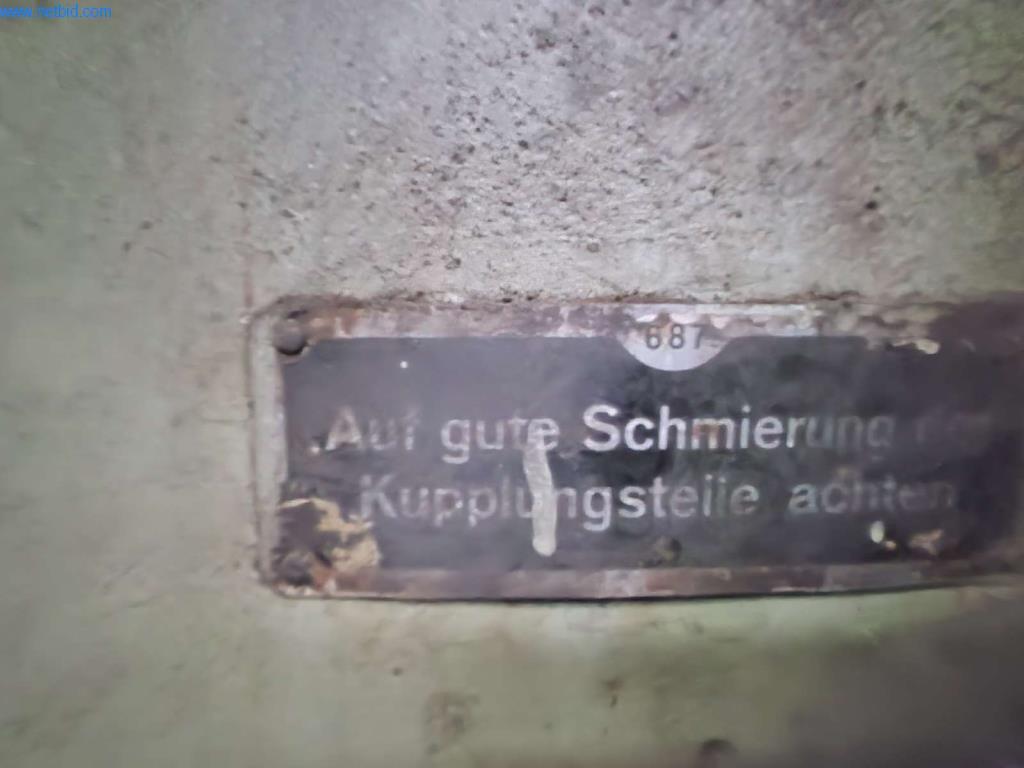 www.netbid.com
687
Auf gute Schmierung
Kupplungsteile achten